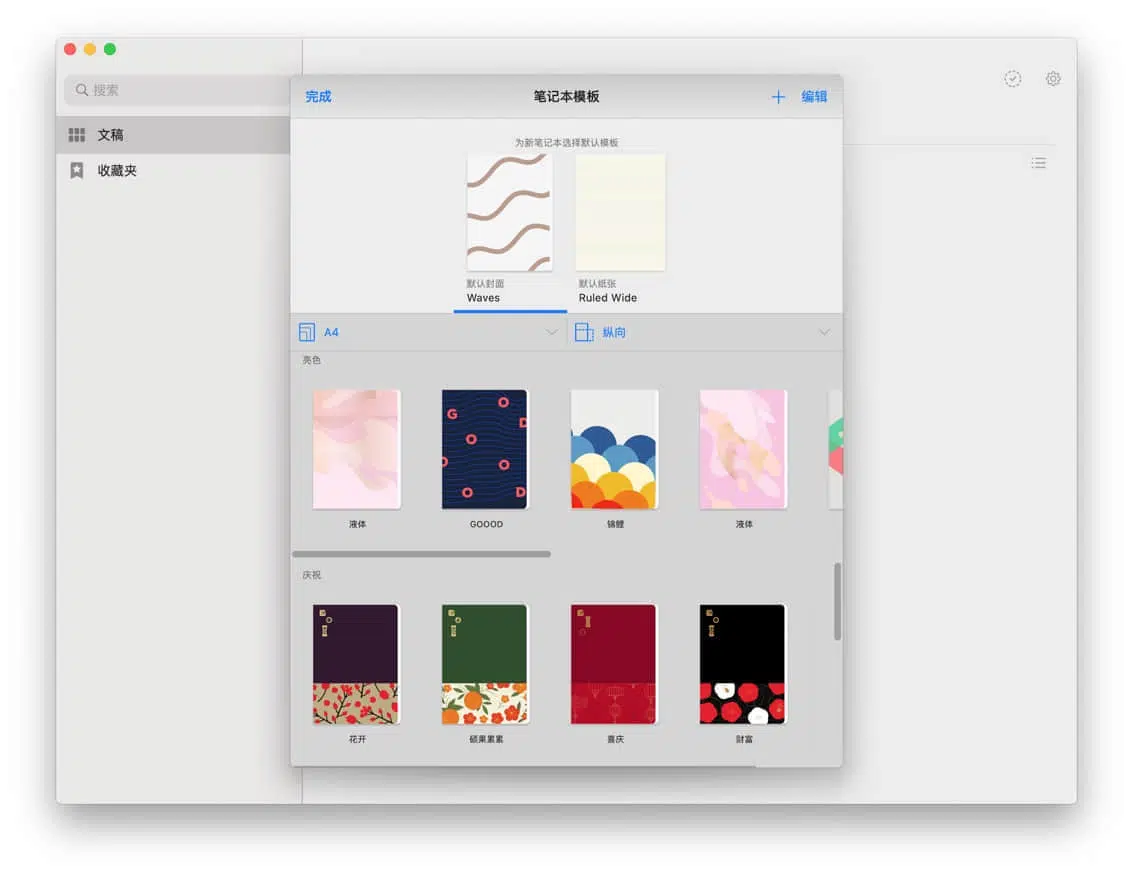 搜索
文稿
收藏夹
完成
笔记本模板
编辑
为新笔记本选择默认模板
默认封面
Waves
默认纸张
Ruled Wide
A4
纵向
亮色
G O D O O O O D
液体
GOOOD
锦鲤
液体
庆祝
花开
硕果累累
喜庆
财富